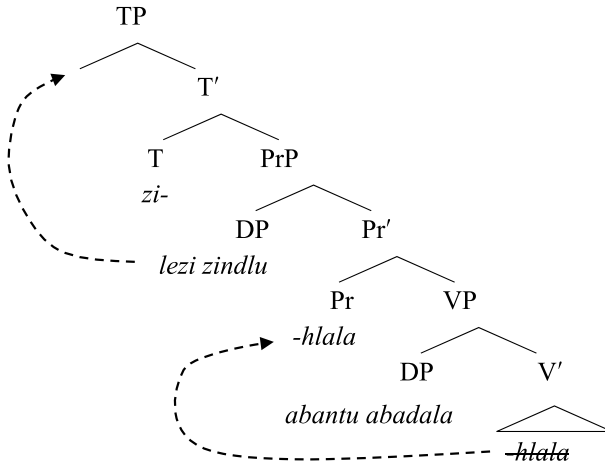 TP
T′
T PrP
zi-
DP Pr′
lezi zindlu
Pr VP
-hlala
DP V′
abantu abadala
-hlala